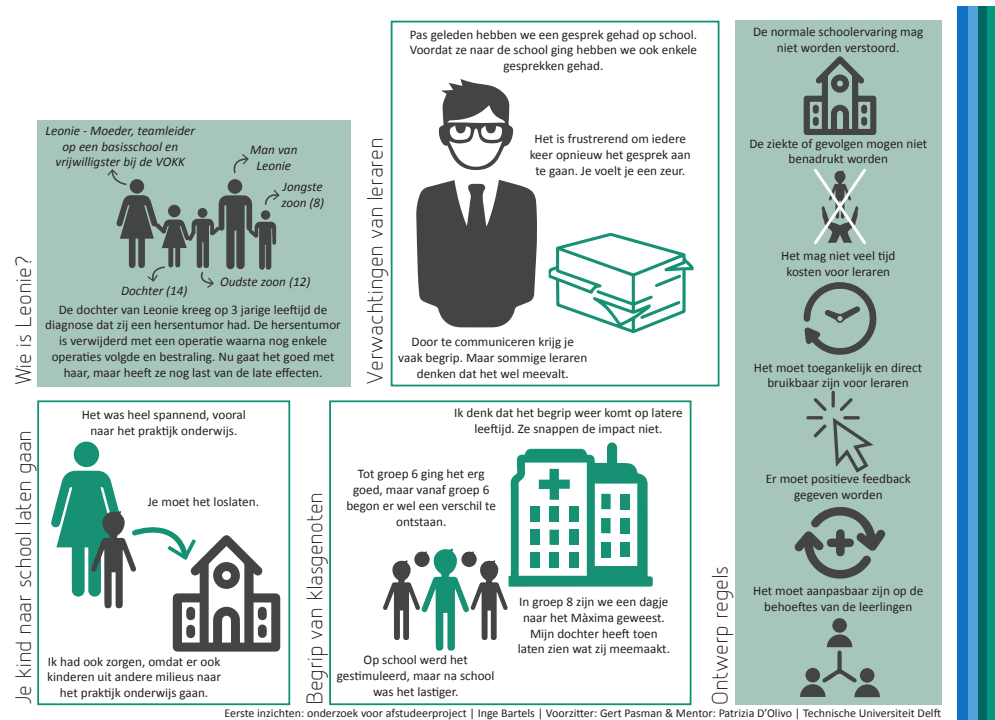 Wie is Leonie?
Leonie - Moeder, teamleider
op een basisschool en
vrijwilligster bij de VOKK
Man van
Leonie
Jongste
zoon (8)
Dochter (14)
Oudste zoon (12)
De dochter van Leonie kreeg op 3 jarige leeftijd de
diagnose dat zij een hersentumor had. De hersentumor
is verwijderd met een operatie waarna nog enkele
operaties volgde en bestraling. Nu gaat het goed met
haar, maar heeft ze nog last van de late effecten.
Verwachtingen van leraren
Pas geleden hebben we een gesprek gehad op school.
Voordat ze naar de school ging hebben we ook enkele
gesprekken gehad.
Het is frustrerend om iedere
keer opnieuw het gesprek aan
te gaan. Je voelt je een zeur.
Door te communiceren krijg je
vaak begrip. Maar sommige leraren
denken dat het wel meevalt.
Je kind naar school laten gaan
Het was heel spannend, vooral
naar het praktijk onderwijs.
Je moet het loslaten.
Ik had ook zorgen, omdat er ook
kinderen uit andere milieus naar
het praktijk onderwijs gaan.
Begrip van klasgenoten
Ik denk dat het begrip weer komt op latere
leeftijd. Ze snappen de impact niet.
Tot groep 6 ging het erg
goed, maar vanaf groep 6
begon er wel een verschil te
ontstaan.
In groep 8 zijn we een dagje
naar het Màxima geweest.
Mijn dochter heeft toen
laten zien wat zij meemaakt.
Op school werd het
gestimuleerd, maar na school
was het lastiger.
Ontwerp regels
De normale schoolervaring mag
niet worden verstoord.
De ziekte of gevolgen mogen niet
benadrukt worden
Het mag niet veel tijd
kosten voor leraren
Het moet toegankelijk en direct
bruikbaar zijn voor leraren
Er moet positieve feedback
gegeven worden
Het moet aanpasbaar zijn op de
behoeftes van de leerlingen
Eerste inzichten: onderzoek voor afstudeerproject | Inge Bartels | Voorzitter: Gert Pasman & Mentor: Patrizia D'Olivo | Technische Universiteit Delft